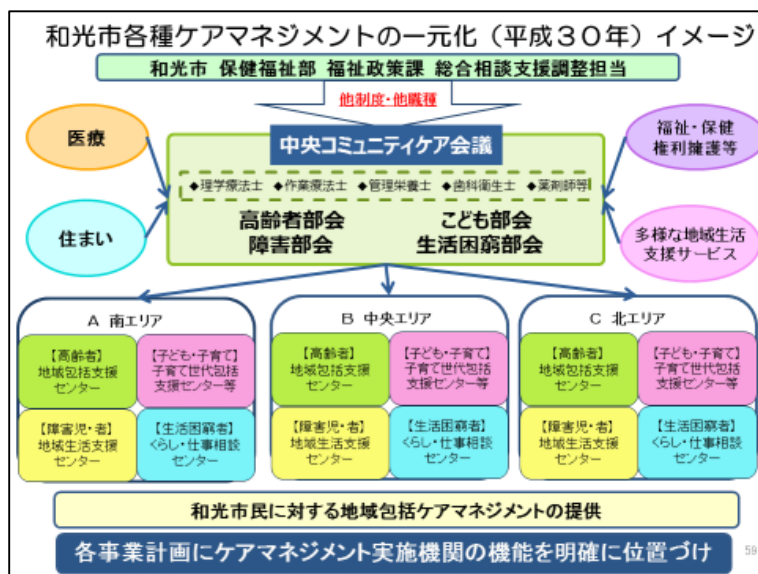 和光市各種ケアマネジメントの一元化（平成３０年）イメージ
和光市 保健福祉部 福祉政策課 総合相談支援調整担当
他制度・他職種
医療
住まい
中央コミュニティケア会議
◆理学療法士 ◆作業療法士 ◆管理栄養士 ◆歯科衛生士 ◆薬剤師等
高齢者部会 こども部会
障害部会 生活困窮部会
福祉・保健
権利擁護等
多様な地域生活
支援サービス
A 南エリア
【高齢者】
地域包括支援
センター
【子ども・子育て】
子育て世代包括
支援センター等
【障害児・者】
地域生活支援
センター
【生活困窮者】
くらし・仕事相談
センター
B 中央エリア
【高齢者】
地域包括支援
センター
【子ども・子育て】
子育て世代包括
支援センター等
【障害児・者】
地域生活支援
センター
【生活困窮者】
くらし・仕事相談
センター
C 北エリア
【高齢者】
地域包括支援
センター
【子ども・子育て】
子育て世代包括
支援センター等
【障害児・者】
地域生活支援
センター
【生活困窮者】
くらし・仕事相談
センター
和光市民に対する地域包括ケアマネジメントの提供
各事業計画にケアマネジメント実施機関の機能を明確に位置づけ
59